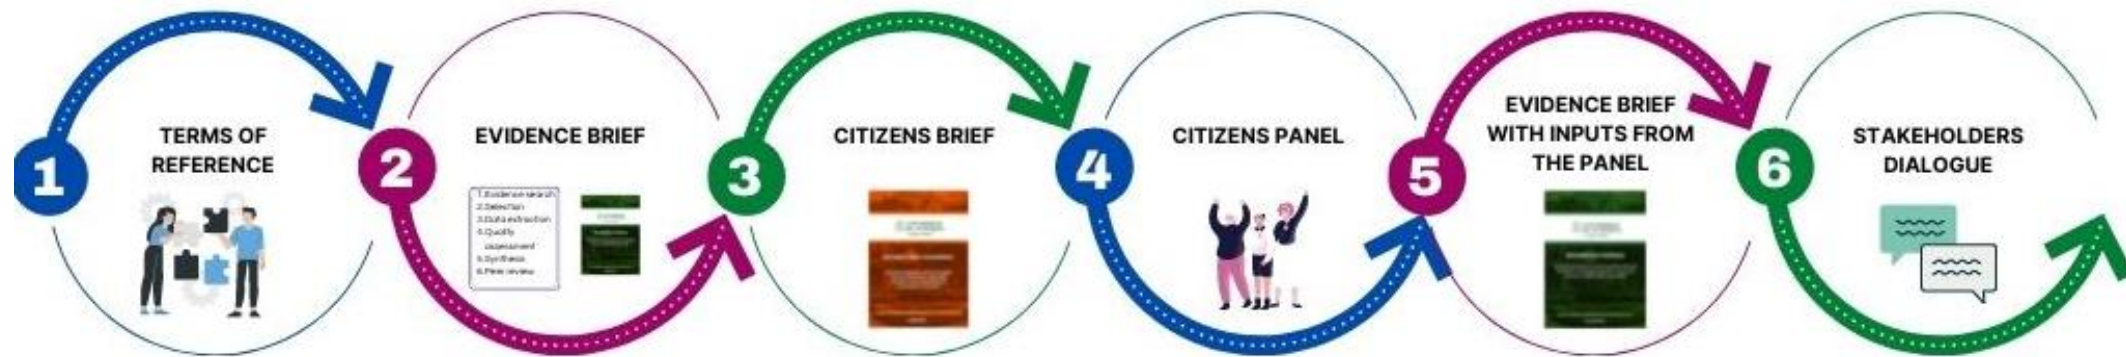 1
TERMS OF
REFERENCE
2
EVIDENCE BRIEF
1.Evidence search
2.Selection
3.Data extraction
4.Quality
assessment
5.Synthesis
6.Peer review
3
CITIZENS BRIEF
4
CITIZENS PANEL
5
EVIDENCE BRIEF
WITH INPUTS FROM
THE PANEL
6
STAKEHOLDERS
DIALOGUE